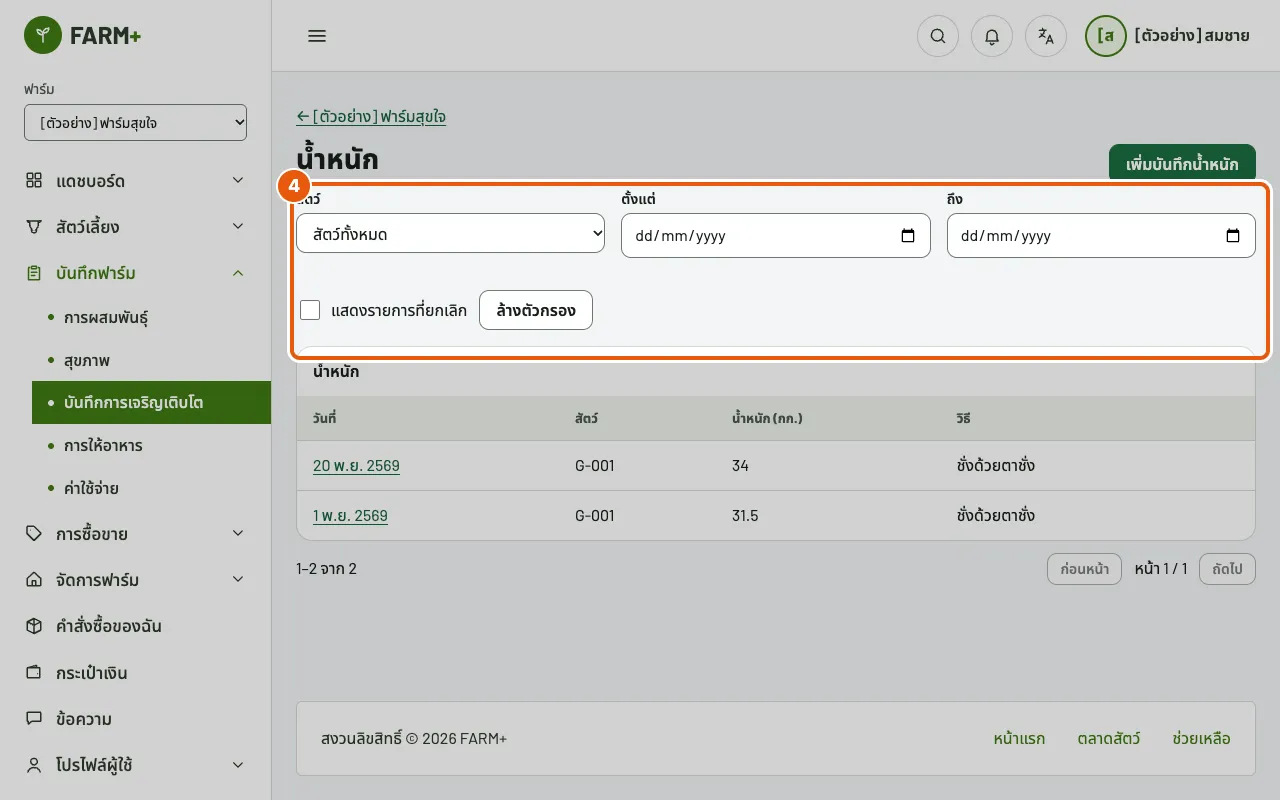 FARM+
ฟาร์ม
[ตัวอย่าง] ฟาร์มสุขใจ
แดชบอร์ด
สัตว์เลี้ยง
บันทึกฟาร์ม
การผสมพันธุ์
สุขภาพ
บันทึกการเจริญเติบโต
การให้อาหาร
ค่าใช้จ่าย
การซื้อขาย
จัดการฟาร์ม
คำสั่งซื้อของฉัน
กระเป๋าเงิน
ข้อความ
โปรไฟล์ผู้ใช้
[ส
[ตัวอย่าง] สมชาย
← [ตัวอย่าง] ฟาร์มสุขใจ
น้ำหนัก
เพิ่มบันทึกน้ำหนัก
4
ตั้งแต่
ถึง
สัตว์ทั้งหมด
dd/mm/yyyy
dd/mm/yyyy
แสดงรายการที่ยกเลิก
ล้างตัวกรอง
น้ำหนัก
วันที่ สัตว์ น้ำหนัก (กก.) วิธี
20 พ.ย. 2569 G-001 34 ชั่งด้วยตาชั่ง
1 พ.ย. 2569 G-001 31.5 ชั่งด้วยตาชั่ง
1–2 จาก 2
ก่อนหน้า
หน้า 1 / 1
ถัดไป
สงวนลิขสิทธิ์ © 2026 FARM+
หน้าแรก
ตลาดสัตว์
ช่วยเหลือ